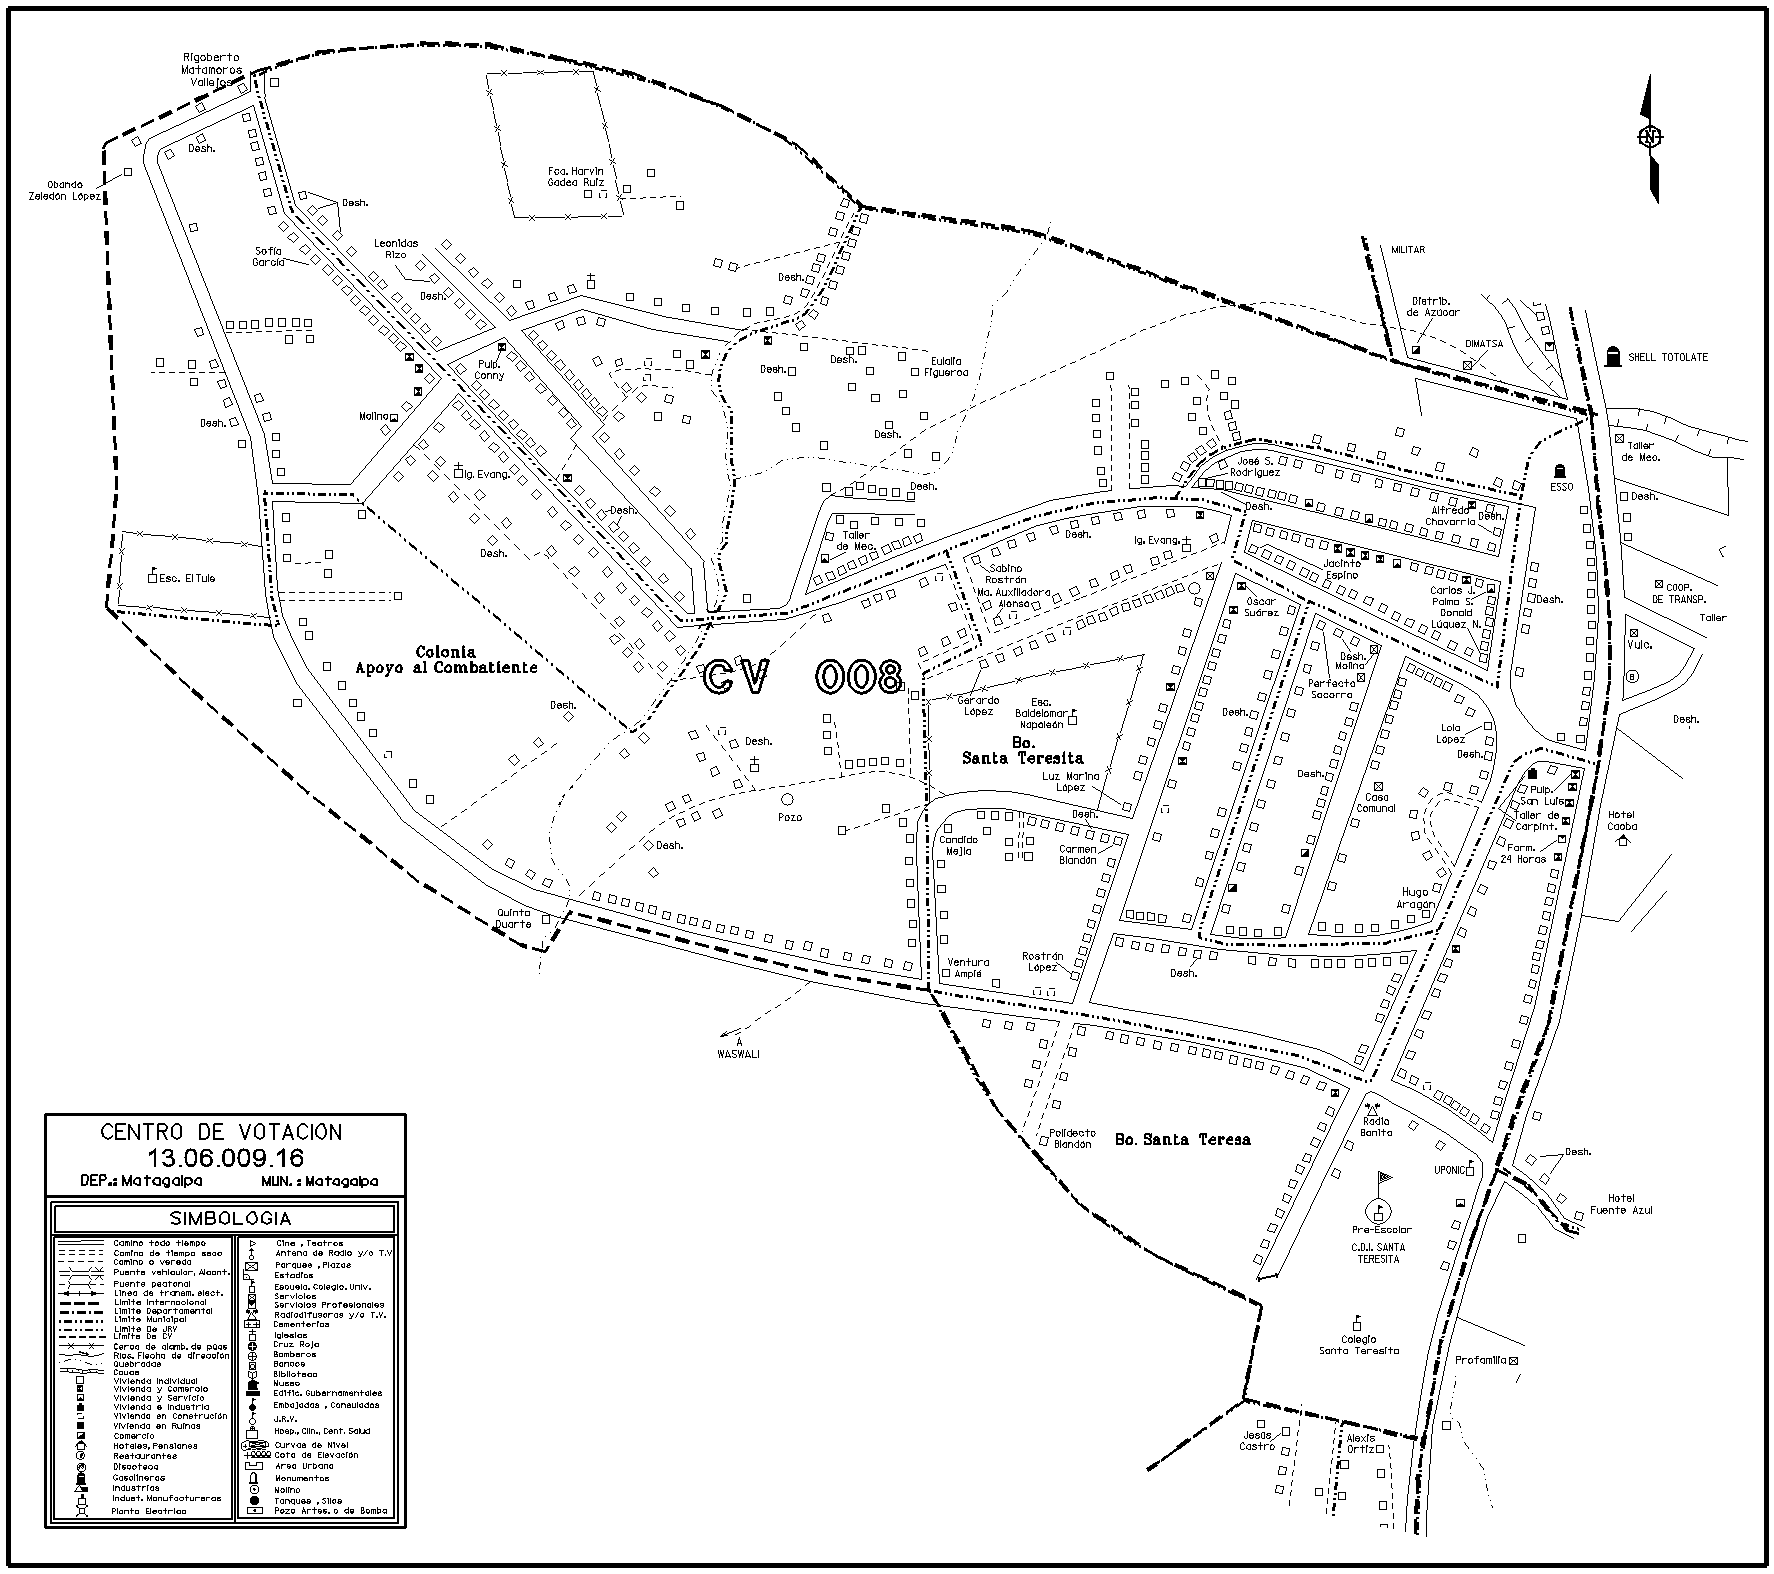 Rigoberto
Matamoros
Vallejos
Desh.
Obando
Zeledón López
Desh.
Sofía
García
Leonidas
Rizo
Desh.
Fca. Harvin
Gadea Ruiz
Desh.
MILITAR
Distrib.
de Azúcar
DIMATSA
SHELL TOTOLATE
Pulp.
Conny
Molino
Desh.
Desh.
Desh.
Eulalia
Figueroa
Desh.
Ig. Evang.
Desh.
Desh.
Desh.
Taller
de Mec.
José S.
Rodríguez
Desh.
Alfredo
Chavarría
Desh.
ESSO
Taller
de Mec.
Desh.
Desh.
Ig. Evang.
Jacinto
Espino
Sabino
Rostrán
Ma. Auxiliadora
Alonso
Oscar
Suárez
Carlos J.
Palma S.
Donald
Lúquez N.
Desh.
COOP.
DE TRANSP.
Taller
Vulc.
B
Desh.
Esc. El Tule
Colonia
Apoyo al Combatiente
CV 008
Desh.
Desh.
Pozo
Desh.
Gerardo
López
Esc.
Baldelomar
Napoleón
Bo.
Santa Teresita
Luz Marina
López
Desh.
Desh.
Desh.
Molina
Perfecto
Socorro
Lola
López
Desh.
Desh.
Casa
Comunal
Pulp.
San Luis
Taller de
Carpint.
Farm.
24 Horas
Hotel
Caoba
Candido
Mejía
Carmen
Blandón
Hugo
Aragón
Quinta
Duarte
Ventura
Ampié
Rostrán
López
Desh.
A
WASWALI
Polidecto
Blandón
Bo. Santa Teresa
Radio
Bonita
UPONIC
Desh.
Hotel
Fuente Azul
Pre-Escolar
C.D.I. SANTA
TERESITA
Colegio
Santa Teresita
Profamilia
Jesús
Castro
Alexis
Ortiz
N
CENTRO DE VOTACION
13.06.009.16
DEP.: Matagalpa MUN. : Matagalpa
SIMBOLOGIA
Camino todo tiempo
Camino de tiempo seco
Camino o vereda
Puente vehicular, Alcant.
Puente peatonal
Linea de transm. elect.
Limite Internacional
Limite Departamental
Limite Municipal
Limite De JRV
Limite De CV
Cerca de alamb. de púas
Rios. Flecha de dirección
Quebradas
Cauce
Vivienda Individual
Vivienda y Comercio
Vivienda y Servicio
Vivienda e Industria
Vivienda en Construción
Vivienda en Ruinas
Comercio
Hoteles, Pensiones
Restaurantes
Discoteca
Gasolineras
Industrias
Indust. Manufactureras
Planta Electrica
Cine , Teatros
Antena de Radio y/o T.V
Parques , Plazas
Estadios
Escuela. Colegio. Univ.
Servicios
Servicios Profesionales
Radiodifusoras y/o T.V.
Cementerios
Iglesias
Cruz Roja
Bomberos
Bancos
Biblioteca
Museo
Edific. Gubernamentales
Embajadas , Consulados
J.R.V.
Hosp., Clin., Cent. Salud
Curvas de Nivel
Cota de Elevación
Area Urbana
Monumentos
Molino
Tanques , Silos
Pozo Artes. o de Bomba